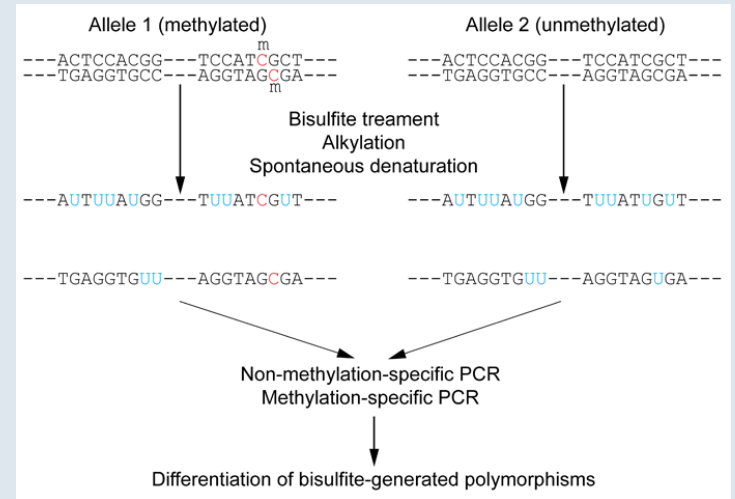 Allele 1 (methylated) Allele 2 (unmethylated)
m
---ACTCCACGG---TCCATCGCT--- ---ACTCCACGG---TCCATCGCT---
---TGAGGTGCC---AGGTAGCGA--- ---TGAGGTGCC---AGGTAGCGA---
m
Bisulfite treament
Alkylation
Spontaneous denaturation
---AUTUUAUGG---TUUATCGUT--- ---AUTUUAUGG---TUUATUGUT---
---TGAGGTGUU---AGGTAGCGA--- ---TGAGGTGUU---AGGTAGUGA---
Non-methylation-specific PCR
Methylation-specific PCR
Differentiation of bisulfite-generated polymorphisms